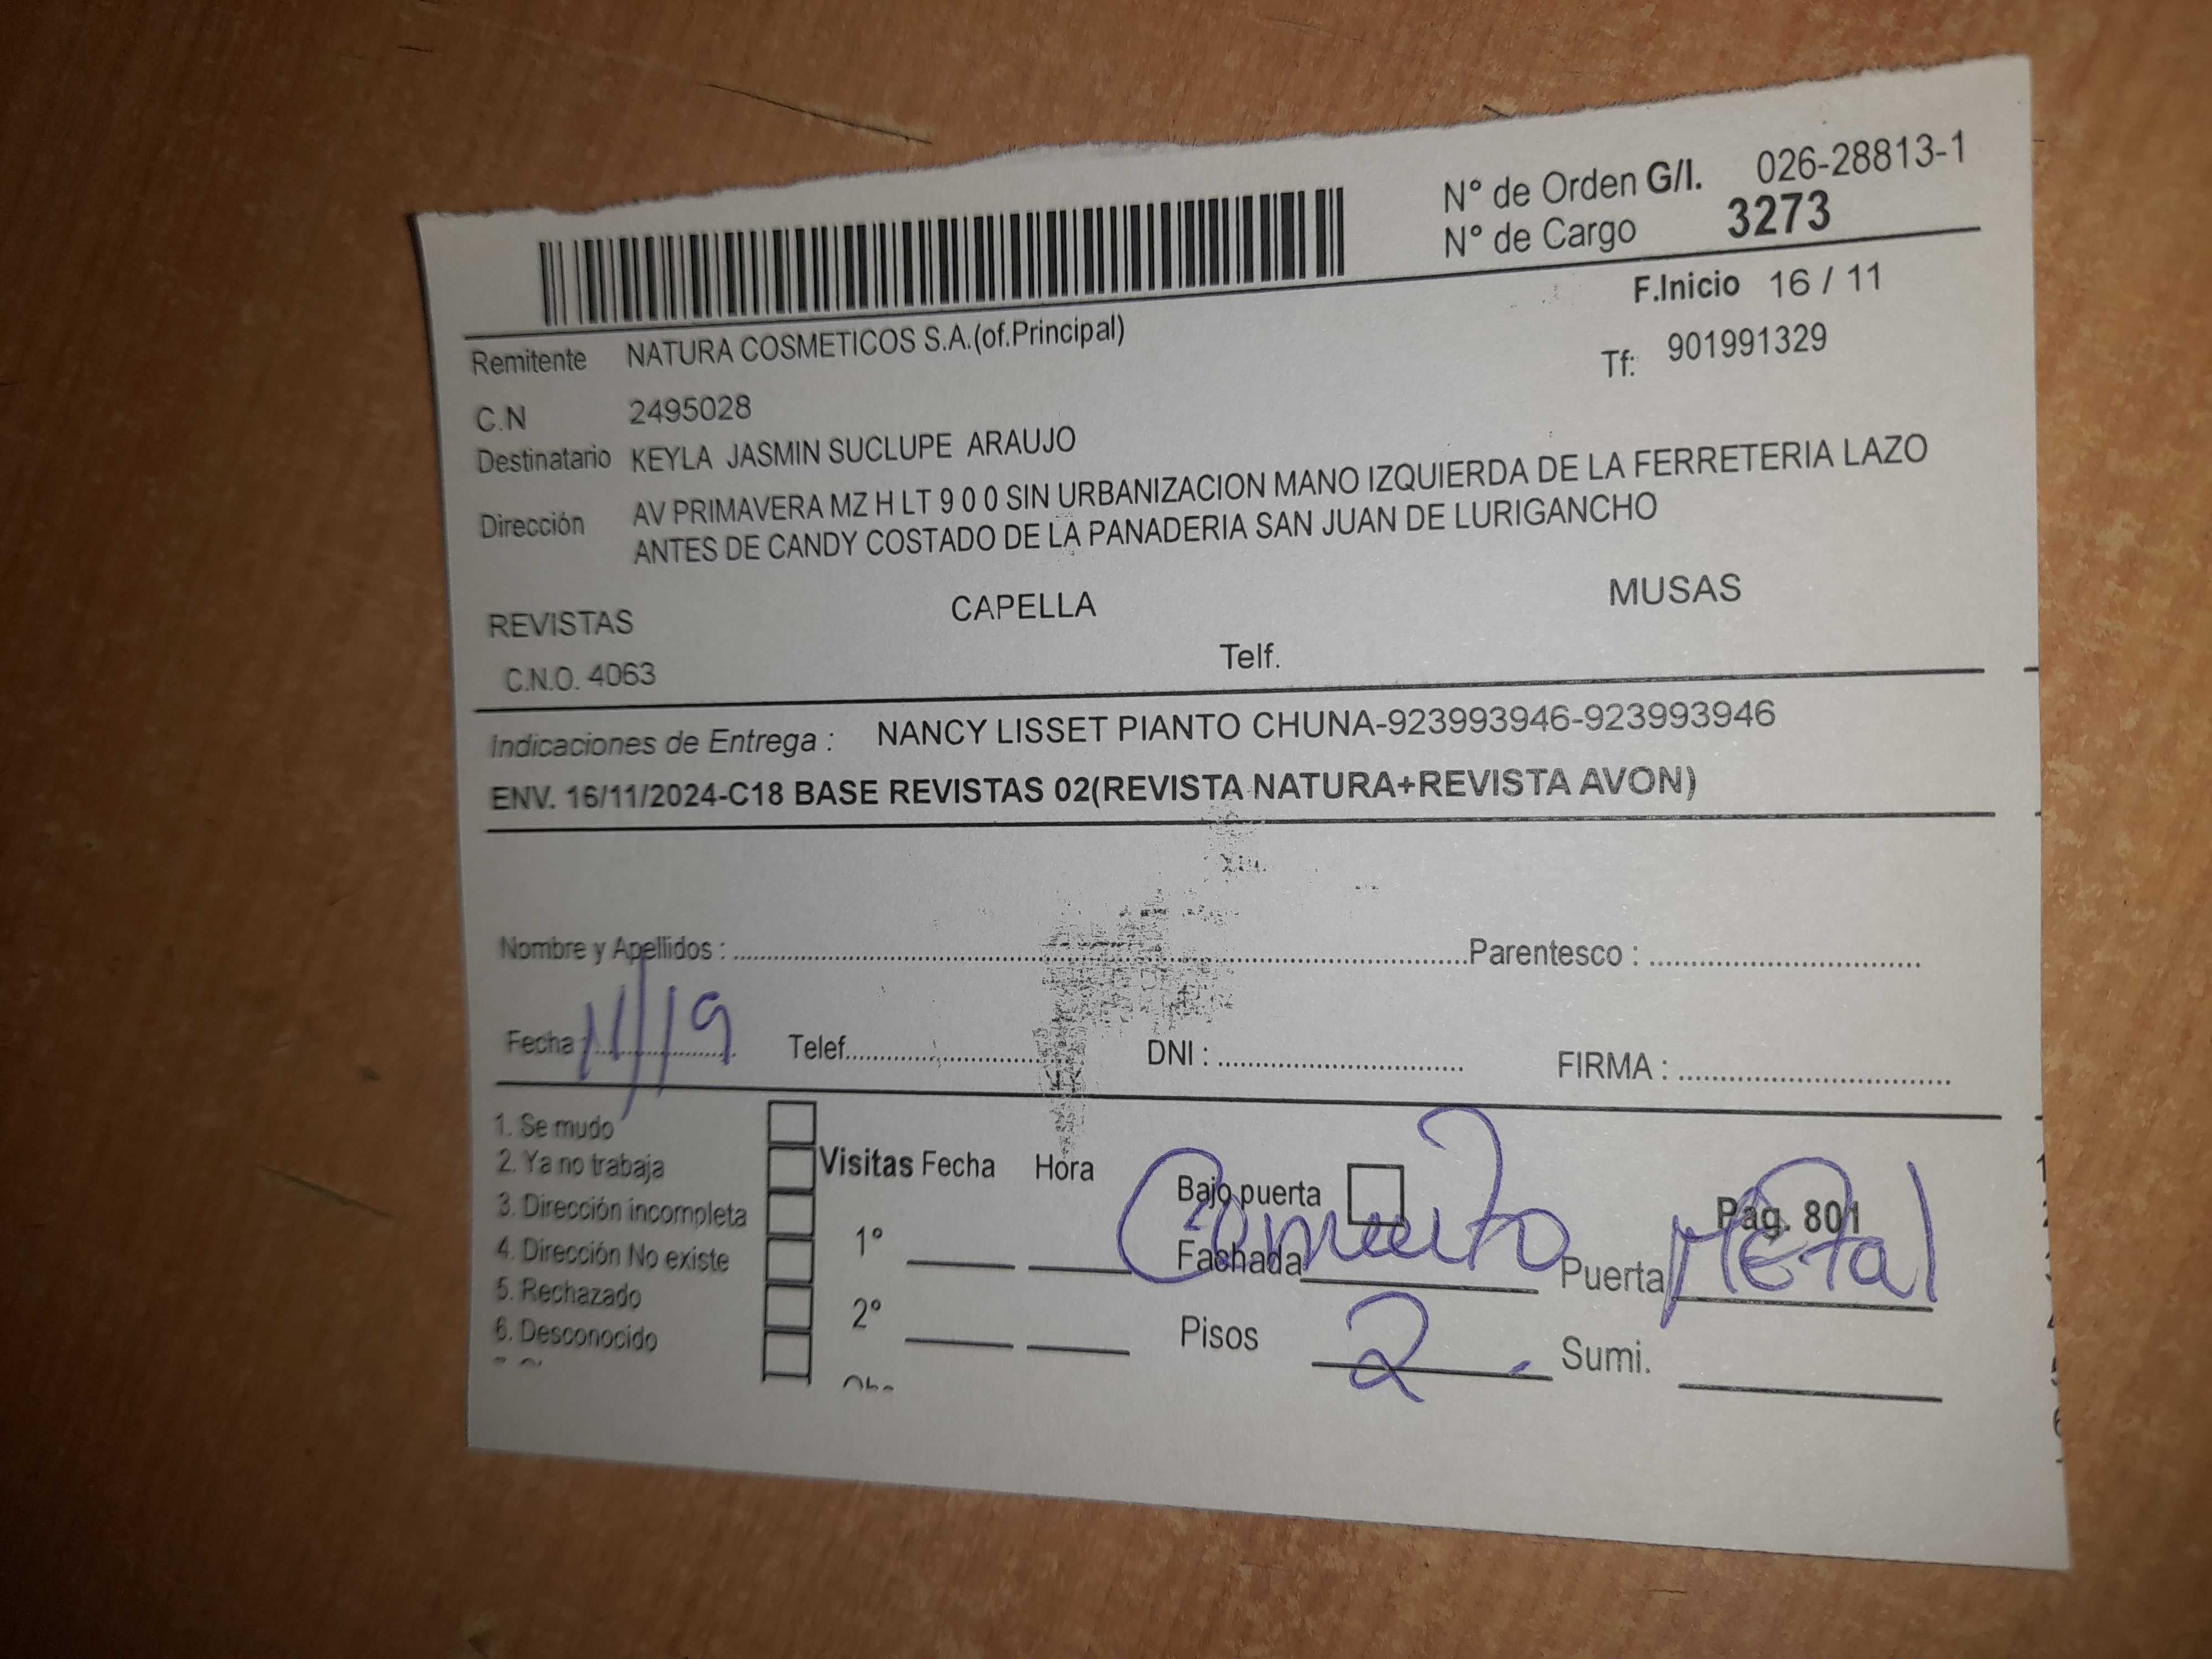 N° de Orden G/I. 026-28813-1
N° de Cargo 3273
F.Inicio 16 / 11
Remitente NATURA COSMETICOS S.A.(of.Principal)
Tf: 901991329
C.N 2495028
Destinatario KEYLA JASMIN SUCLUPE ARAUJO
Dirección AV PRIMAVERA MZ H LT 9 0 0 SIN URBANIZACION MANO IZQUIERDA DE LA FERRETERIA LAZO
ANTES DE CANDY COSTADO DE LA PANADERIA SAN JUAN DE LURIGANCHO
REVISTAS CAPELLA MUSAS
C.N.O. 4063 Telf.
Indicaciones de Entrega : NANCY LISSET PIANTO CHUNA-923993946-923993946
ENV. 16/11/2024-C18 BASE REVISTAS 02(REVISTA NATURA+REVISTA AVON)
Nombre y Apellidos : Parentesco :
Fecha : 11/19 Telef. DNI : FIRMA :
1. Se mudo
2. Ya no trabaja
3. Dirección incompleta
4. Dirección No existe
5. Rechazado
6. Desconocido
Visitas Fecha Hora
1°
2°
Bajo puerta Pag. 801
Fachada Puerta Metal
Pisos 2 Sumi.